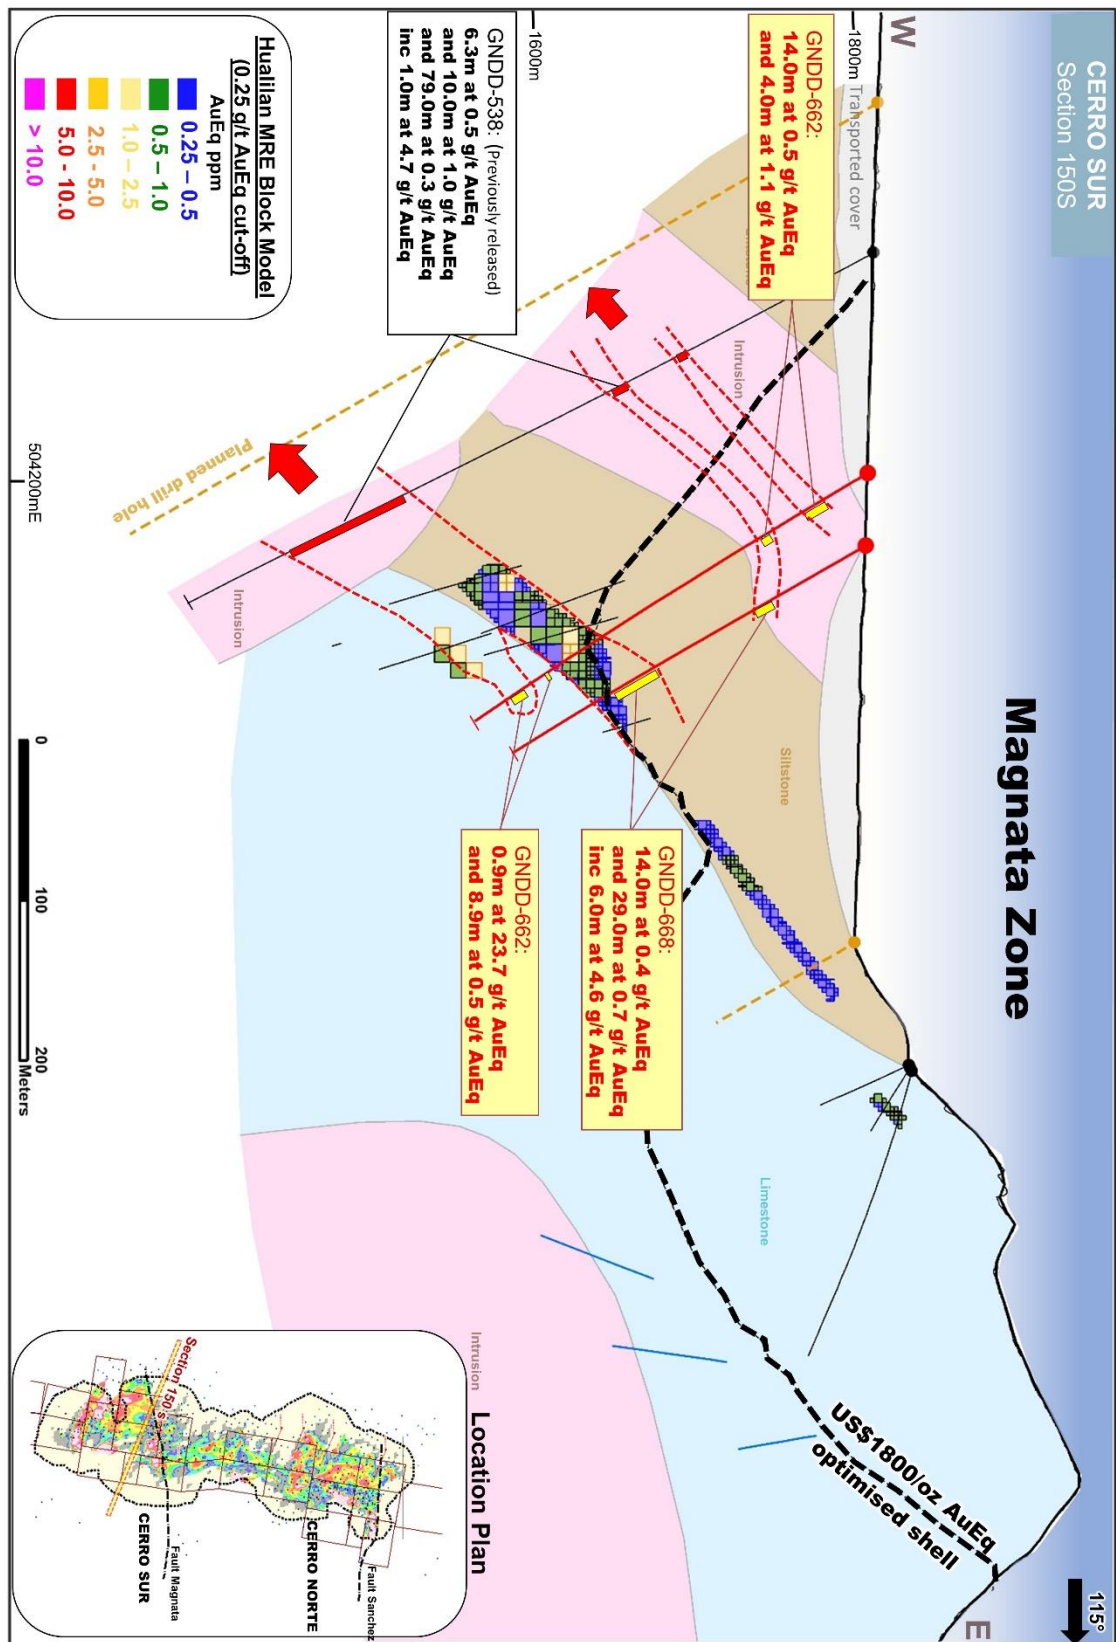 CERRO SUR
Section 150S
Magnata Zone
115°
W
E
1800m
Transported cover
1600m
GNDD-662:
14.0m at 0.5 g/t AuEq
and 4.0m at 1.1 g/t AuEq
GNDD-538: (Previously released)
6.3m at 0.5 g/t AuEq
and 10.0m at 1.0 g/t AuEq
and 79.0m at 0.3 g/t AuEq
inc 1.0m at 4.7 g/t AuEq
Intrusion
Siltstone
Limestone
GNDD-668:
14.0m at 0.4 g/t AuEq
and 29.0m at 0.7 g/t AuEq
inc 6.0m at 4.6 g/t AuEq
GNDD-662:
0.9m at 23.7 g/t AuEq
and 8.9m at 0.5 g/t AuEq
US$1800/oz AuEq
optimised shell
Intrusion
Intrusion
Planned drill hole
504200mE
Hualilan MRE Block Model
(0.25 g/t AuEq cut-off)
AuEq ppm
0.25 – 0.5
0.5 – 1.0
1.0 – 2.5
2.5 - 5.0
5.0 - 10.0
> 10.0
0
100
200
Meters
Location Plan
Section 150 s
CERRO SUR
Fault Magnata
CERRO NORTE
Fault Sanchez